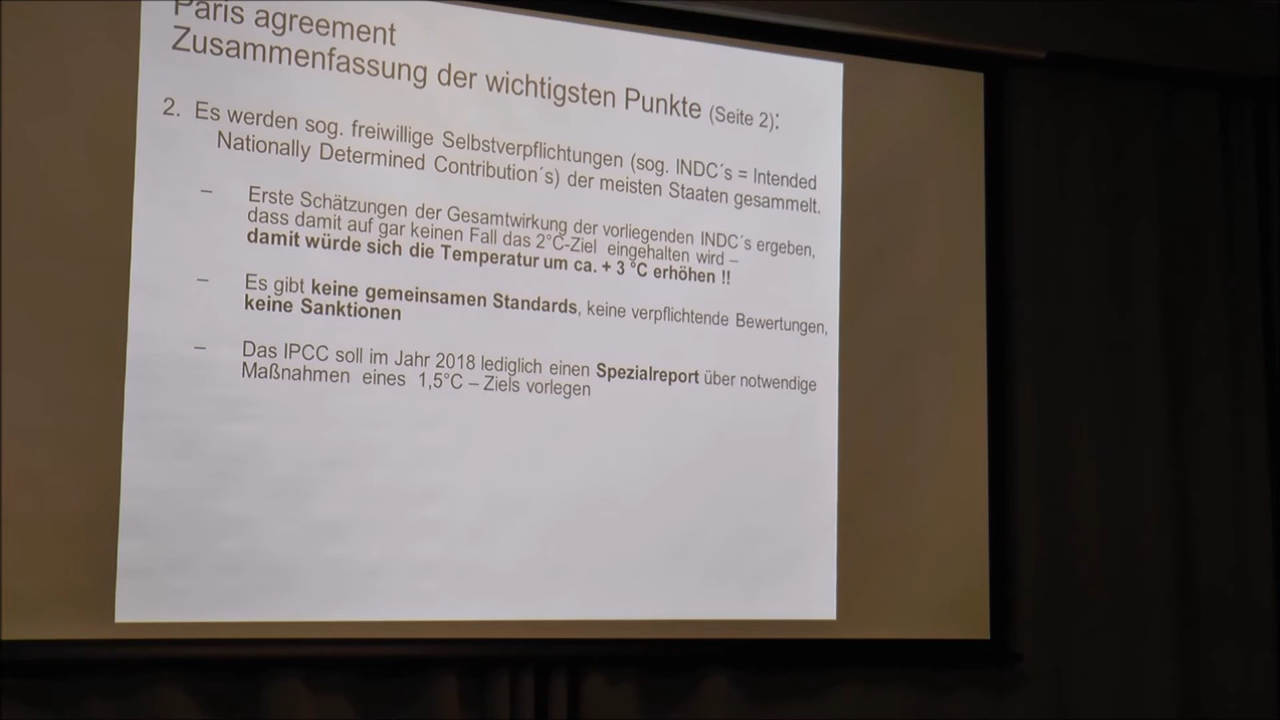 Paris agreement
Zusammenfassung der wichtigsten Punkte (Seite 2):
2. Es werden sog. freiwillige Selbstverpflichtungen (sog. INDC´s = Intended
Nationally Determined Contribution´s) der meisten Staaten gesammelt.
– Erste Schätzungen der Gesamtwirkung der vorliegenden INDC´s ergeben,
dass damit auf gar keinen Fall das 2°C-Ziel eingehalten wird –
damit würde sich die Temperatur um ca. + 3 °C erhöhen !!
– Es gibt keine gemeinsamen Standards, keine verpflichtende Bewertungen,
keine Sanktionen
– Das IPCC soll im Jahr 2018 lediglich einen Spezialreport über notwendige
Maßnahmen eines 1,5°C – Ziels vorlegen